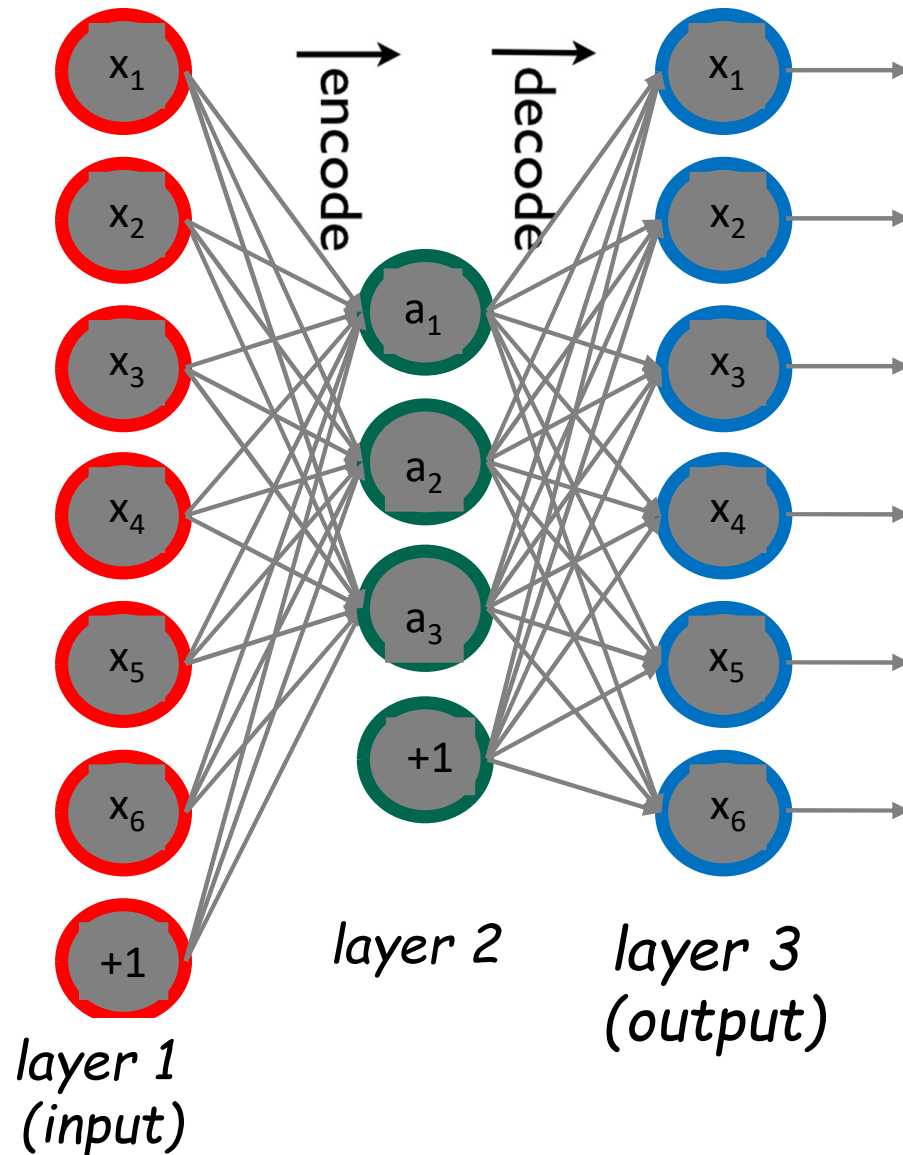 encode
decode
x1
x2
x3
x4
x5
x6
+1
layer 1
(input)
a1
a2
a3
+1
layer 2
x1
x2
x3
x4
x5
x6
layer 3
(output)